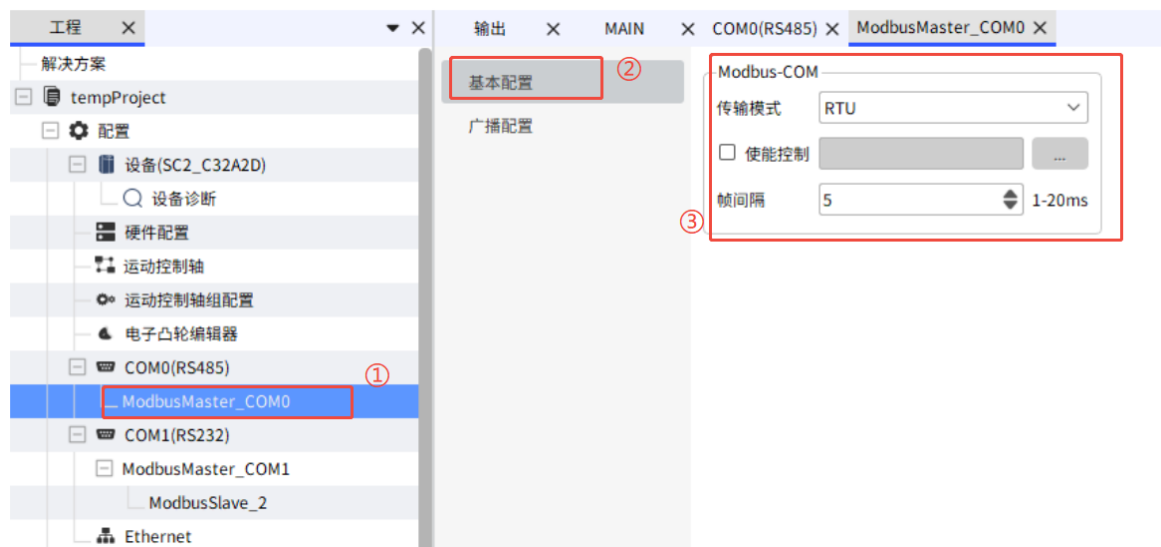 工程
输出
MAIN
COM0(RS485)
ModbusMaster_COM0
解决方案
tempProject
配置
设备(SC2_C32A2D)
设备诊断
硬件配置
运动控制轴
运动控制轴组配置
电子凸轮编辑器
COM0(RS485)
ModbusMaster_COM0
①
COM1(RS232)
ModbusMaster_COM1
ModbusSlave_2
Ethernet
基本配置
②
广播配置
③
Modbus-COM
传输模式 RTU
使能控制 ...
帧间隔 5 1-20ms